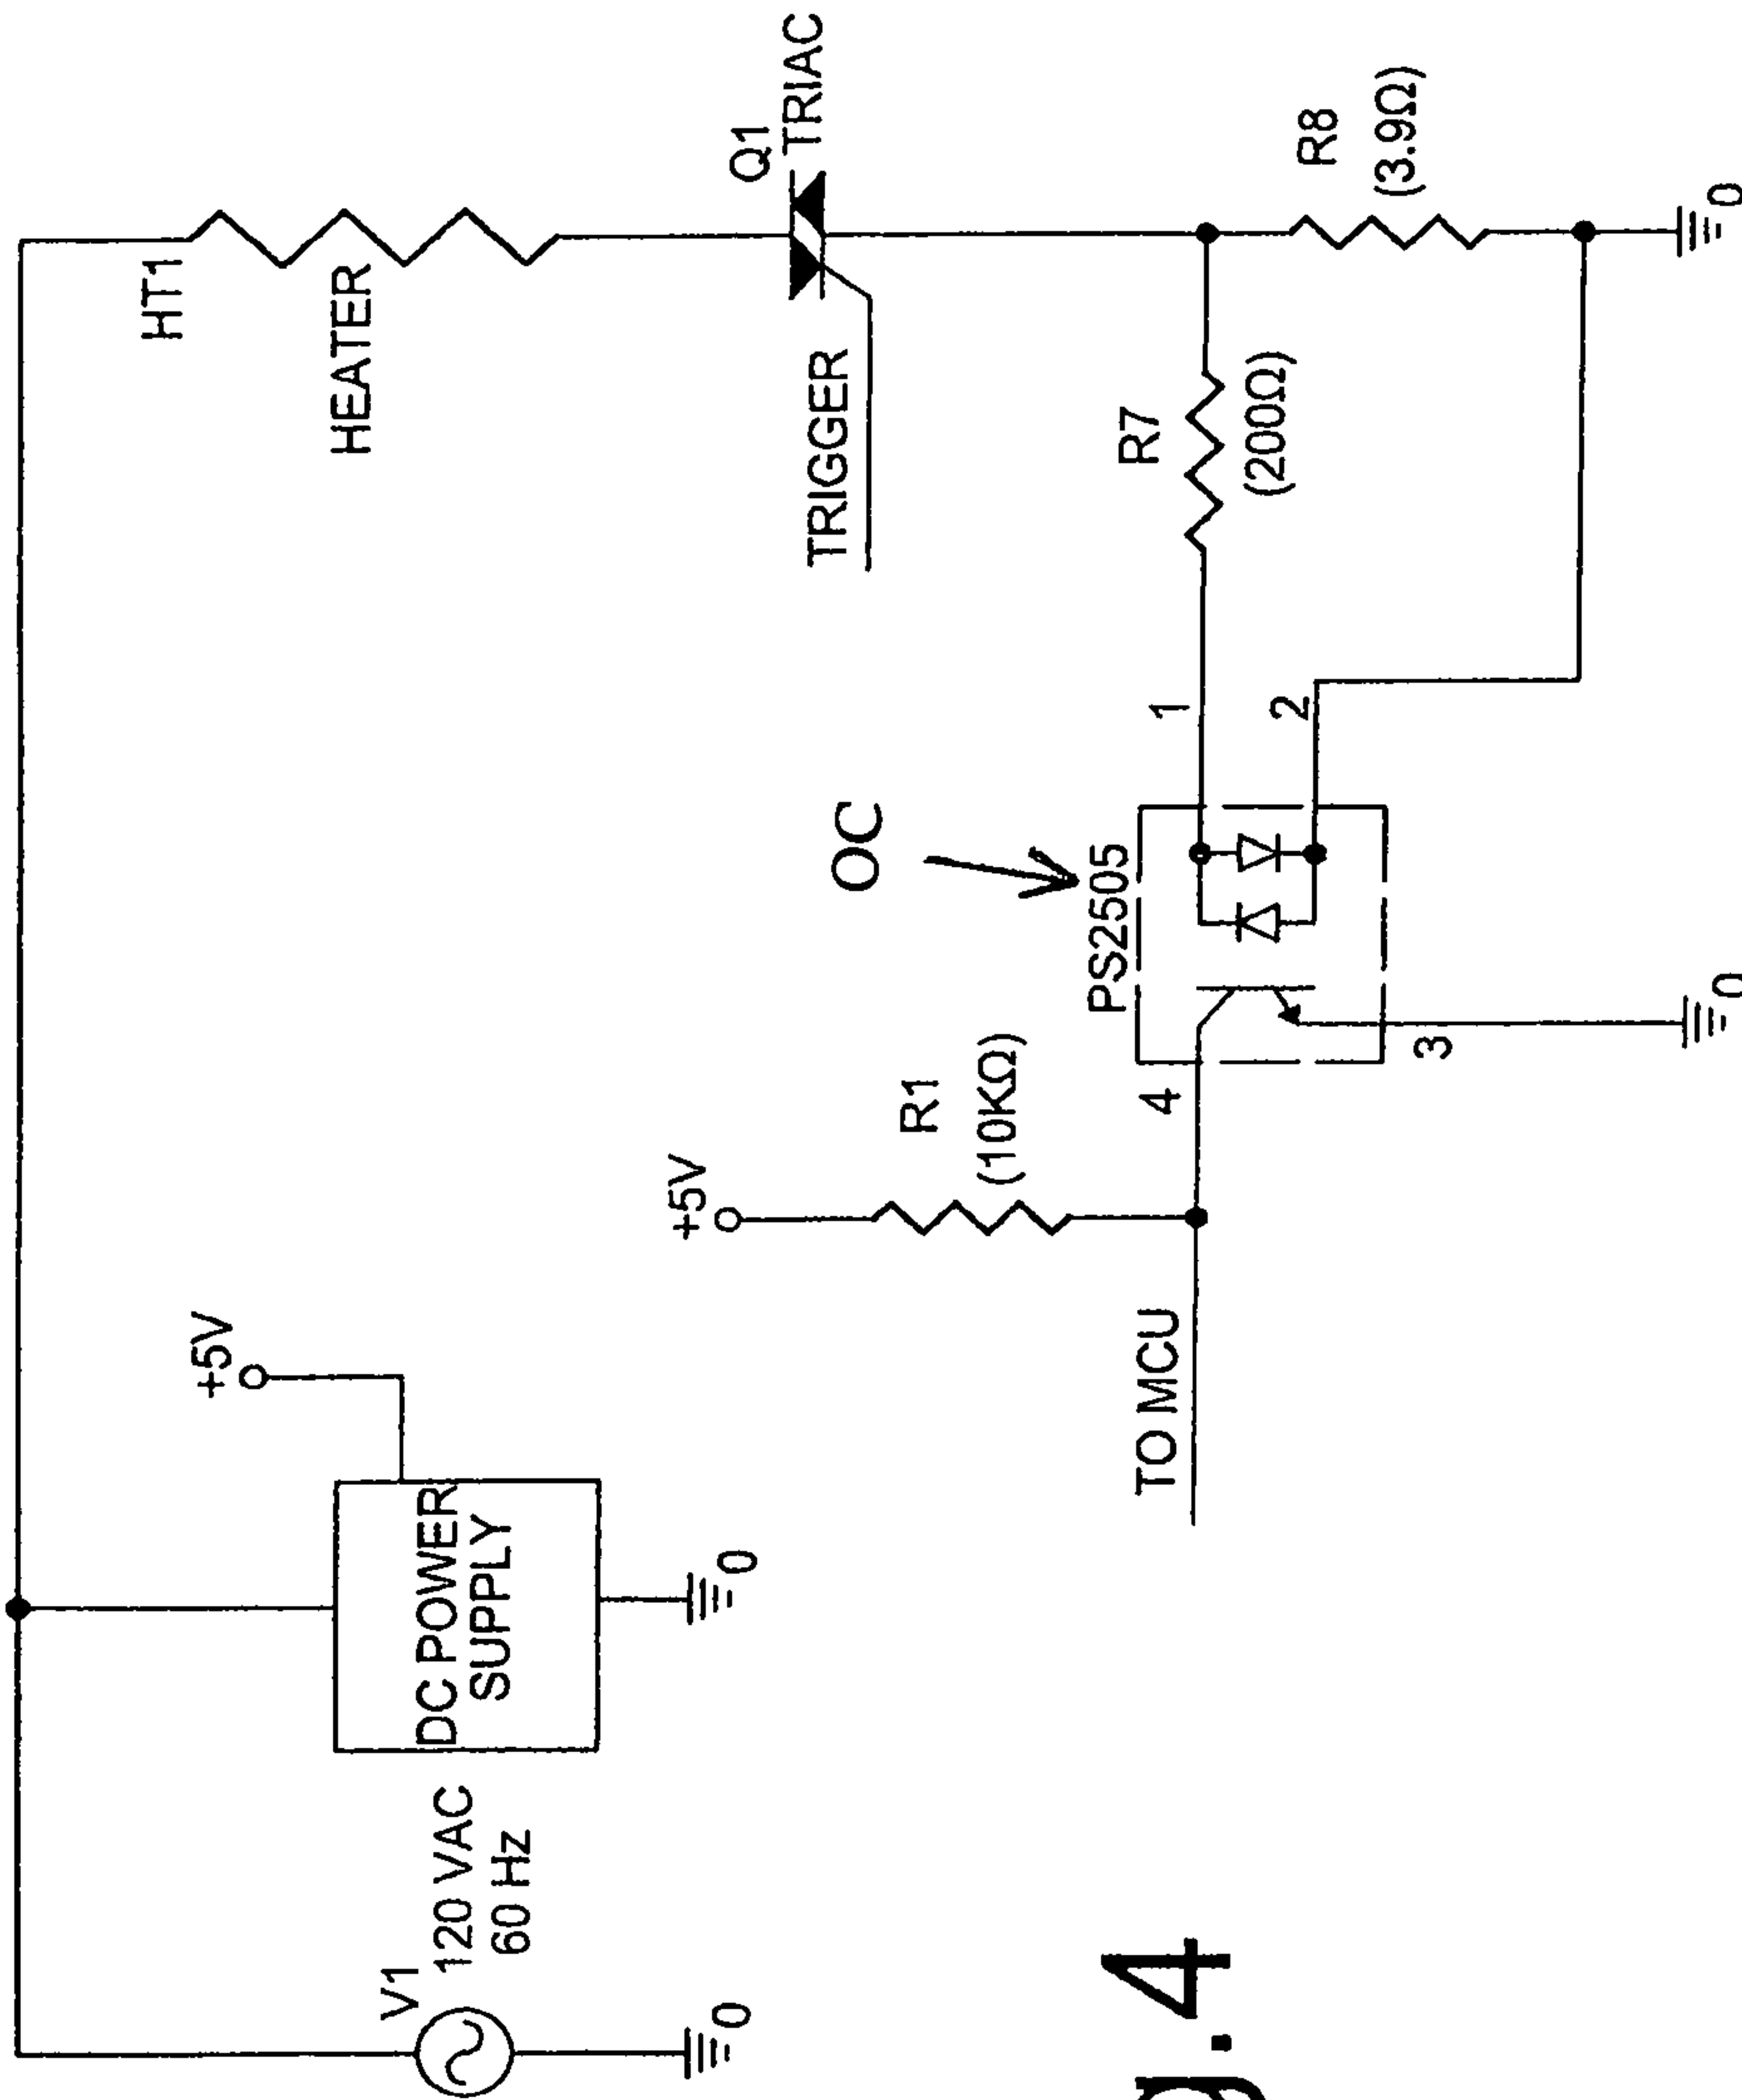 V1
120 VAC
60 Hz
0
DC POWER
SUPPLY
0
+5V
HT1
HEATER
Q1
TRIAC
TRIGGER
+5V
R1
(10KΩ)
TO MCU
4
PS2505
OC
3
0
1
2
R7
(200Ω)
R8
(3.9Ω)
0
g.4